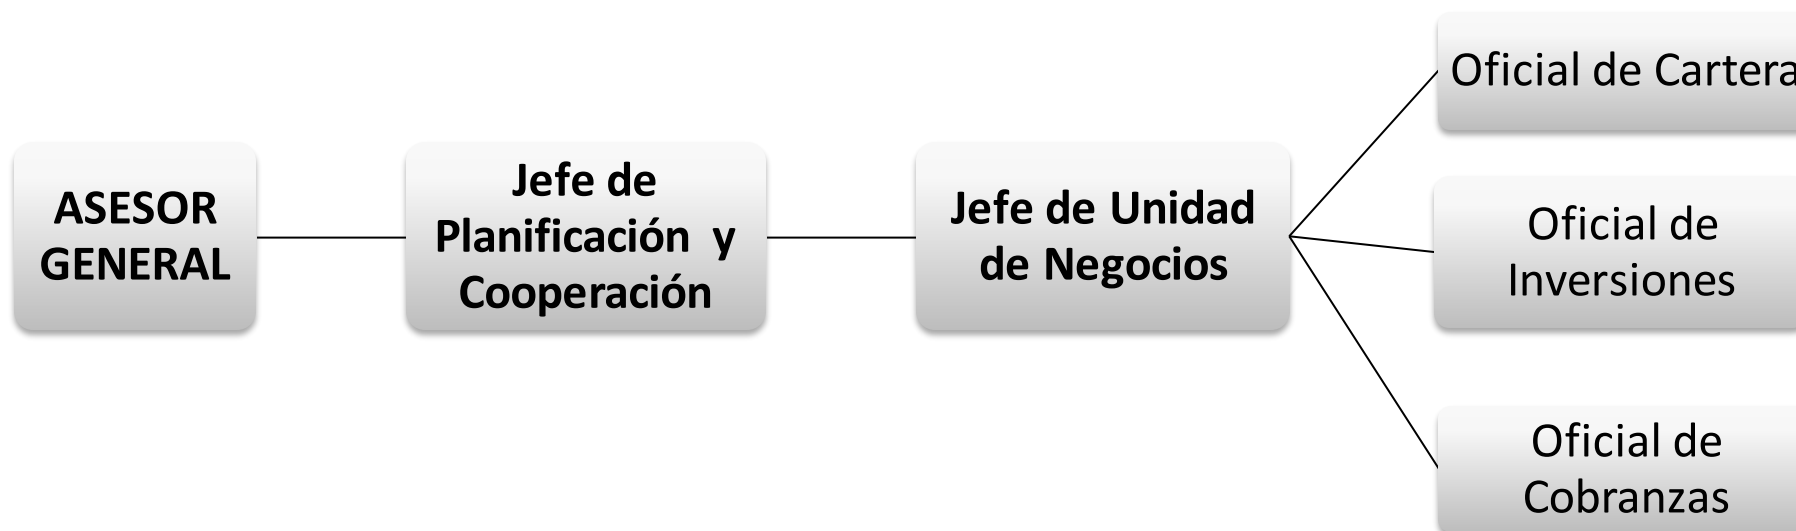 ASESOR
GENERAL
Jefe de
Planificación y
Cooperación
Jefe de Unidad
de Negocios
Oficial de Cartera
Oficial de
Inversiones
Oficial de
Cobranzas